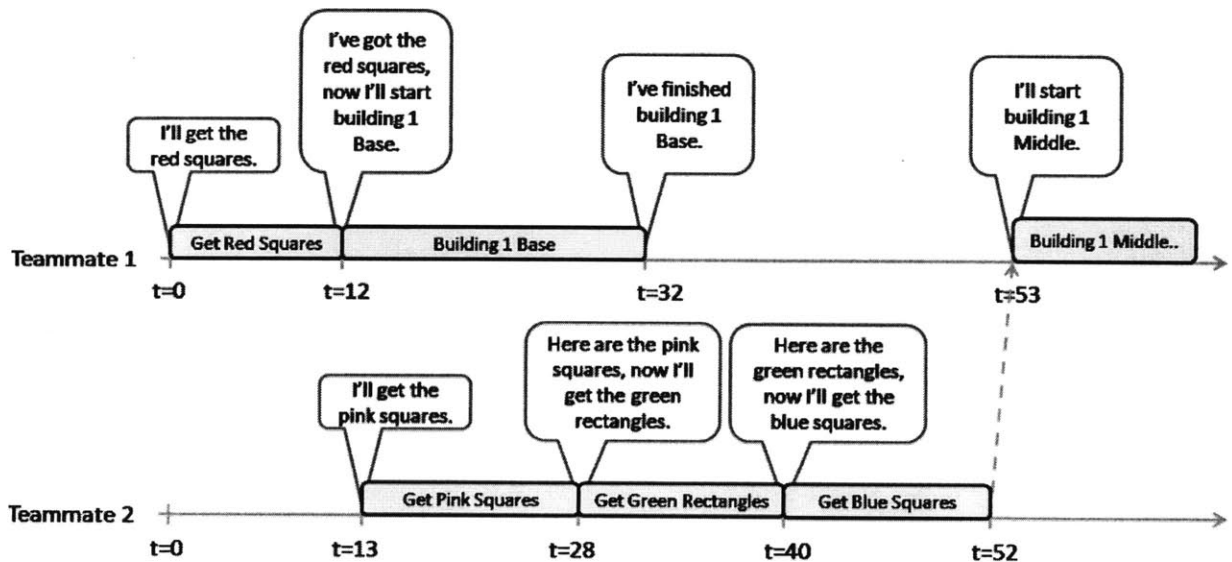 I'll get the
red squares.
I've got the
red squares,
now I'll start
building 1
Base.
I've finished
building 1
Base.
I'll start
building 1
Middle.
Teammate 1
Get Red Squares
Building 1 Base
Building 1 Middle..
t=0
t=12
t=32
t=53
I'll get the
pink squares.
Here are the pink
squares, now I'll
get the green
rectangles.
Here are the
green rectangles,
now I'll get the
blue squares.
Teammate 2
Get Pink Squares
Get Green Rectangles
Get Blue Squares
t=0
t=13
t=28
t=40
t=52